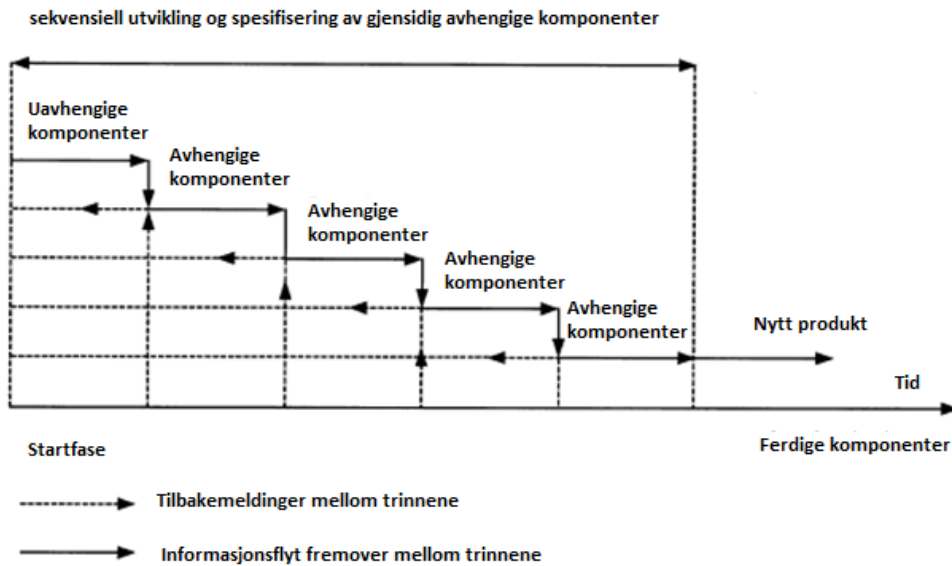 sekvensiell utvikling og spesifisering av gjensidig avhengige komponenter
Uavhengige
komponenter
Avhengige
komponenter
Avhengige
komponenter
Avhengige
komponenter
Avhengige
komponenter
Nytt produkt
Tid
Startfase
Ferdige komponenter
Tilbakemeldinger mellom trinnene
Informasjonsflyt fremover mellom trinnene